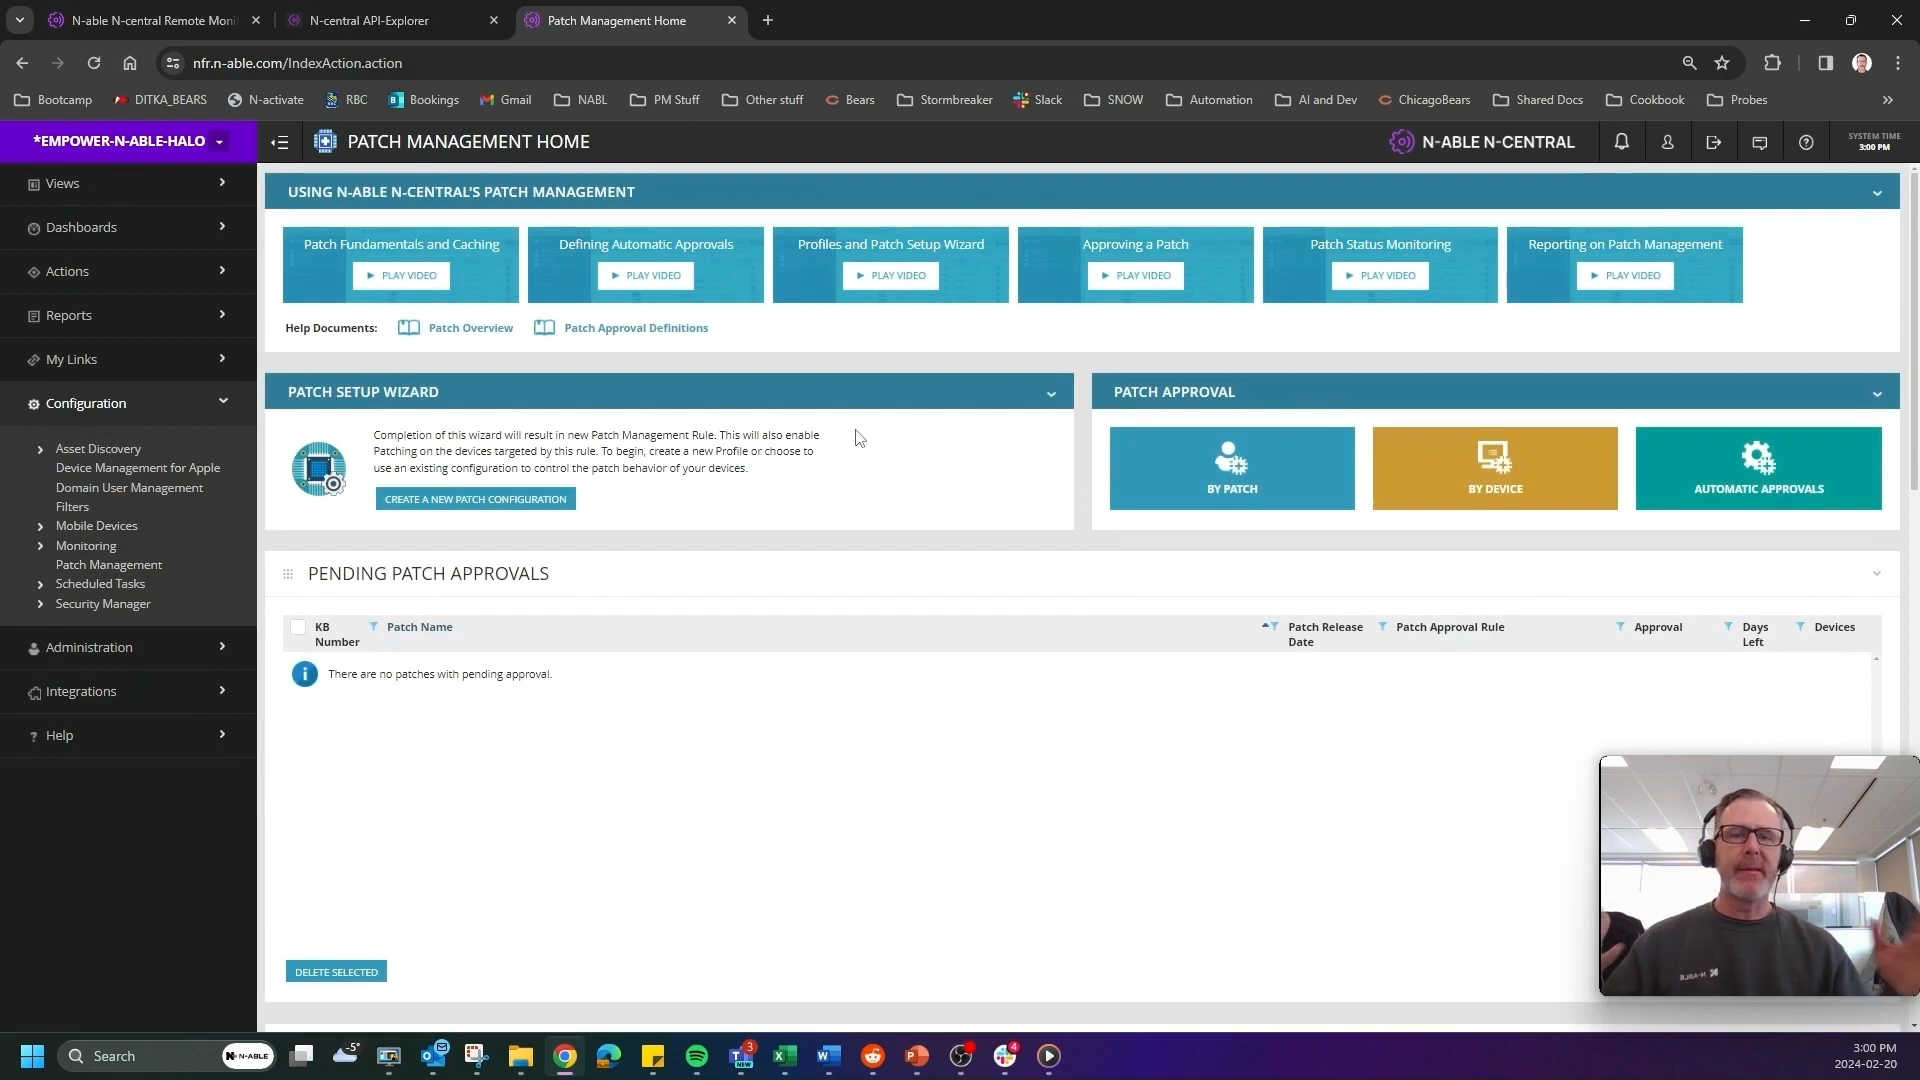 N-able N-central Remote Moni
N-central API-Explorer
Patch Management Home
nfr.n-able.com/IndexAction.action
Bootcamp
DITKA_BEARS
N-activate
RBC
Bookings
Gmail
NABL
PM Stuff
Other stuff
Bears
Stormbreaker
Slack
SNOW
Automation
AI and Dev
ChicagoBears
Shared Docs
Cookbook
Probes
*EMPOWER-N-ABLE-HALO
PATCH MANAGEMENT HOME
N-ABLE N-CENTRAL
SYSTEM TIME
3:00 PM
Views
Dashboards
Actions
Reports
My Links
Configuration
Asset Discovery
Device Management for Apple
Domain User Management
Filters
Mobile Devices
Monitoring
Patch Management
Scheduled Tasks
Security Manager
Administration
Integrations
Help
USING N-ABLE N-CENTRAL'S PATCH MANAGEMENT
Patch Fundamentals and Caching
PLAY VIDEO
Defining Automatic Approvals
PLAY VIDEO
Profiles and Patch Setup Wizard
PLAY VIDEO
Approving a Patch
PLAY VIDEO
Patch Status Monitoring
PLAY VIDEO
Reporting on Patch Management
PLAY VIDEO
Help Documents: Patch Overview Patch Approval Definitions
PATCH SETUP WIZARD
Completion of this wizard will result in new Patch Management Rule. This will also enable
Patching on the devices targeted by this rule. To begin, create a new Profile or choose to
use an existing configuration to control the patch behavior of your devices.
CREATE A NEW PATCH CONFIGURATION
PATCH APPROVAL
BY PATCH
BY DEVICE
AUTOMATIC APPROVALS
PENDING PATCH APPROVALS
KB
Number
Patch Name
Patch Release
Date
Patch Approval Rule
Approval
Days
Left
Devices
There are no patches with pending approval.
DELETE SELECTED
N-ABLE
Search
N-ABLE
-5°
3
NEW
4
3:00 PM
2024-02-20